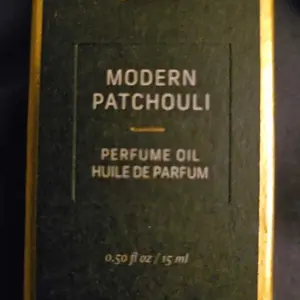 MODERN
PATCHOULI
PERFUME OIL
HUILE DE PARFUM
0.50 fl oz / 15 ml